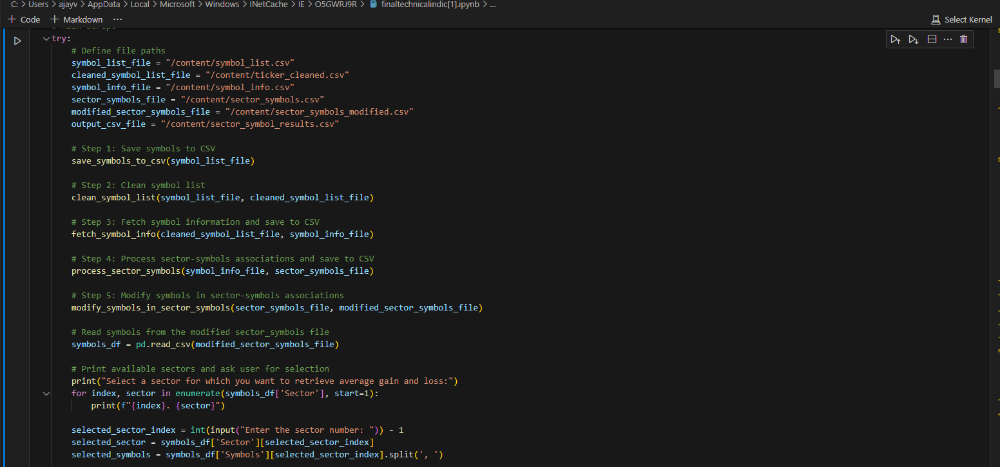 C: > Users > ajayv > AppData > Local > Microsoft > Windows > INetCache > IE > O5GWRJ9R > finaltechnicalindic[1].ipynb > ...
+ Code + Markdown ... Select Kernel
# Main Script
try:
# Define file paths
symbol_list_file = "/content/symbol_list.csv"
cleaned_symbol_list_file = "/content/ticker_cleaned.csv"
symbol_info_file = "/content/symbol_info.csv"
sector_symbols_file = "/content/sector_symbols.csv"
modified_sector_symbols_file = "/content/sector_symbols_modified.csv"
output_csv_file = "/content/sector_symbol_results.csv"
# Step 1: Save symbols to CSV
save_symbols_to_csv(symbol_list_file)
# Step 2: Clean symbol list
clean_symbol_list(symbol_list_file, cleaned_symbol_list_file)
# Step 3: Fetch symbol information and save to CSV
fetch_symbol_info(cleaned_symbol_list_file, symbol_info_file)
# Step 4: Process sector-symbols associations and save to CSV
process_sector_symbols(symbol_info_file, sector_symbols_file)
# Step 5: Modify symbols in sector-symbols associations
modify_symbols_in_sector_symbols(sector_symbols_file, modified_sector_symbols_file)
# Read symbols from the modified sector_symbols file
symbols_df = pd.read_csv(modified_sector_symbols_file)
# Print available sectors and ask user for selection
print("Select a sector for which you want to retrieve average gain and loss:")
for index, sector in enumerate(symbols_df['Sector'], start=1):
print(f"{index}. {sector}")
selected_sector_index = int(input("Enter the sector number: ")) - 1
selected_sector = symbols_df['Sector'][selected_sector_index]
selected_symbols = symbols_df['Symbols'][selected_sector_index].split(', ')